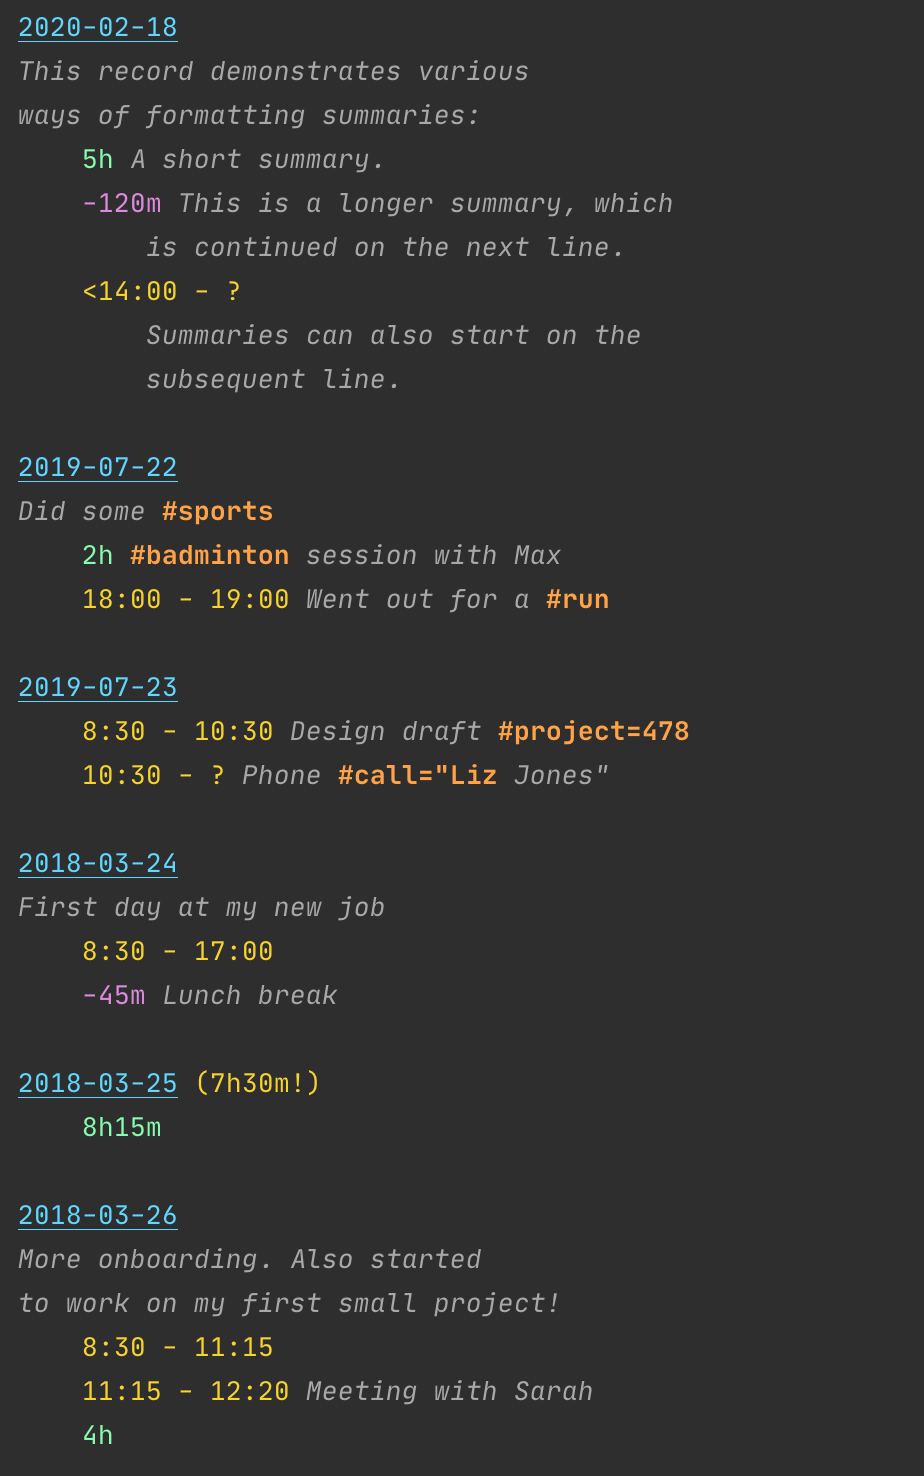 2020-02-18
This record demonstrates various
ways of formatting summaries:
    5h A short summary.
    -120m This is a longer summary, which
        is continued on the next line.
    <14:00 - ?
        Summaries can also start on the
        subsequent line.

2019-07-22
Did some #sports
    2h #badminton session with Max
    18:00 - 19:00 Went out for a #run

2019-07-23
    8:30 - 10:30 Design draft #project=478
    10:30 - ? Phone #call="Liz Jones"

2018-03-24
First day at my new job
    8:30 - 17:00
    -45m Lunch break

2018-03-25 (7h30m!)
    8h15m

2018-03-26
More onboarding. Also started
to work on my first small project!
    8:30 - 11:15
    11:15 - 12:20 Meeting with Sarah
    4h